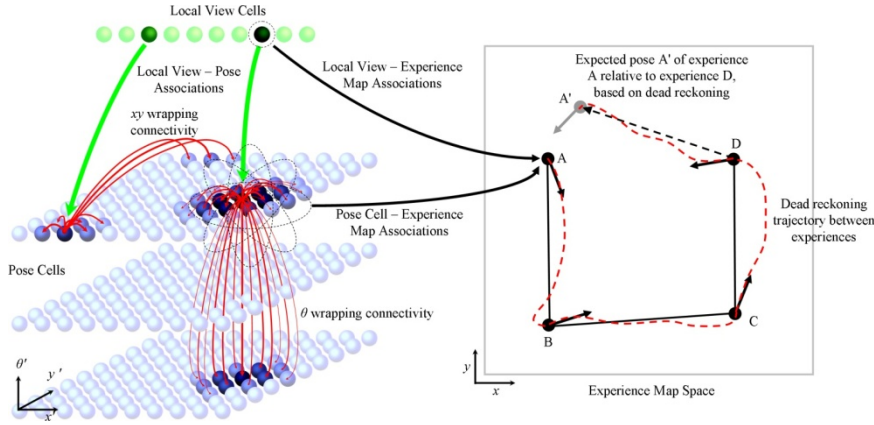 Local View Cells
Local View – Pose
Associations
xy wrapping
connectivity
Pose Cells
θ wrapping connectivity
θ'
y '
x'
Local View – Experience
Map Associations
Pose Cell – Experience
Map Associations
Expected pose A' of experience
A relative to experience D,
based on dead reckoning
A'
A
D
Dead reckoning
trajectory between
experiences
B
C
y
x
Experience Map Space